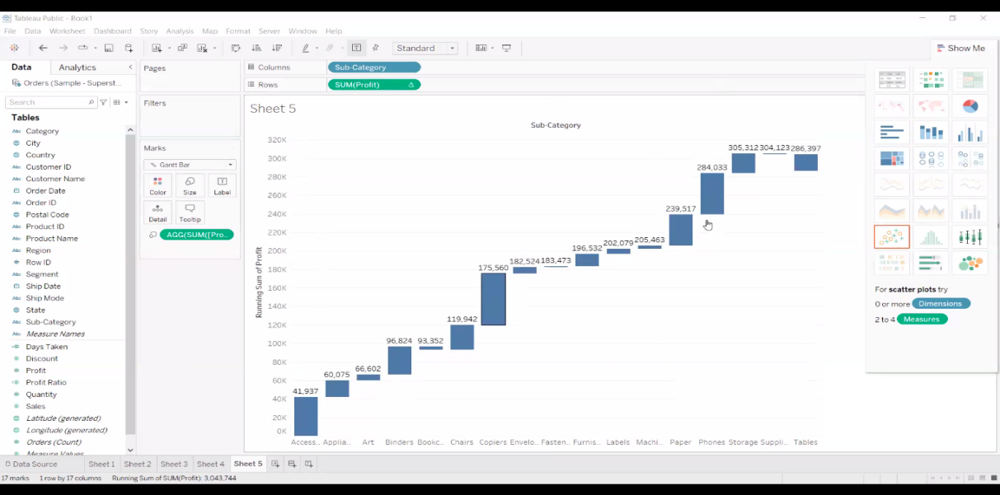 Tableau Public - Book1
File Data Worksheet Dashboard Story Analysis Map Format Server Window Help
Standard
Show Me
Data Analytics
Orders (Sample - Superst...
Search
Tables
Category
City
Country
Customer ID
Customer Name
Order Date
Order ID
Postal Code
Product ID
Product Name
Region
Row ID
Segment
Ship Date
Ship Mode
State
Sub-Category
Measure Names
Days Taken
Discount
Profit
Profit Ratio
Quantity
Sales
Latitude (generated)
Longitude (generated)
Orders (Count)
Measure Values
Pages
Filters
Marks
Gantt Bar
Color Size Label
Detail Tooltip
AGG(SUM([Pro..
Columns Sub-Category
Rows SUM(Profit)
Sheet 5
Sub-Category
Running Sum of Profit
320K
300K
280K
260K
240K
220K
200K
180K
160K
140K
120K
100K
80K
60K
40K
20K
0K
41,937
60,075
66,602
96,824
93,352
119,942
175,560
182,524
183,473
196,532
202,079
205,463
239,517
284,033
305,312
304,123
286,397
Access.. Applia.. Art Binders Bookc.. Chairs Copiers Envelo.. Fasten.. Furnis.. Labels Machi.. Paper Phones Storage Suppli.. Tables
For scatter plots try
0 or more Dimensions
2 to 4 Measures
Data Source Sheet 1 Sheet 2 Sheet 3 Sheet 4 Sheet 5
17 marks 1 row by 17 columns Running Sum of SUM(Profit): 3,043,744